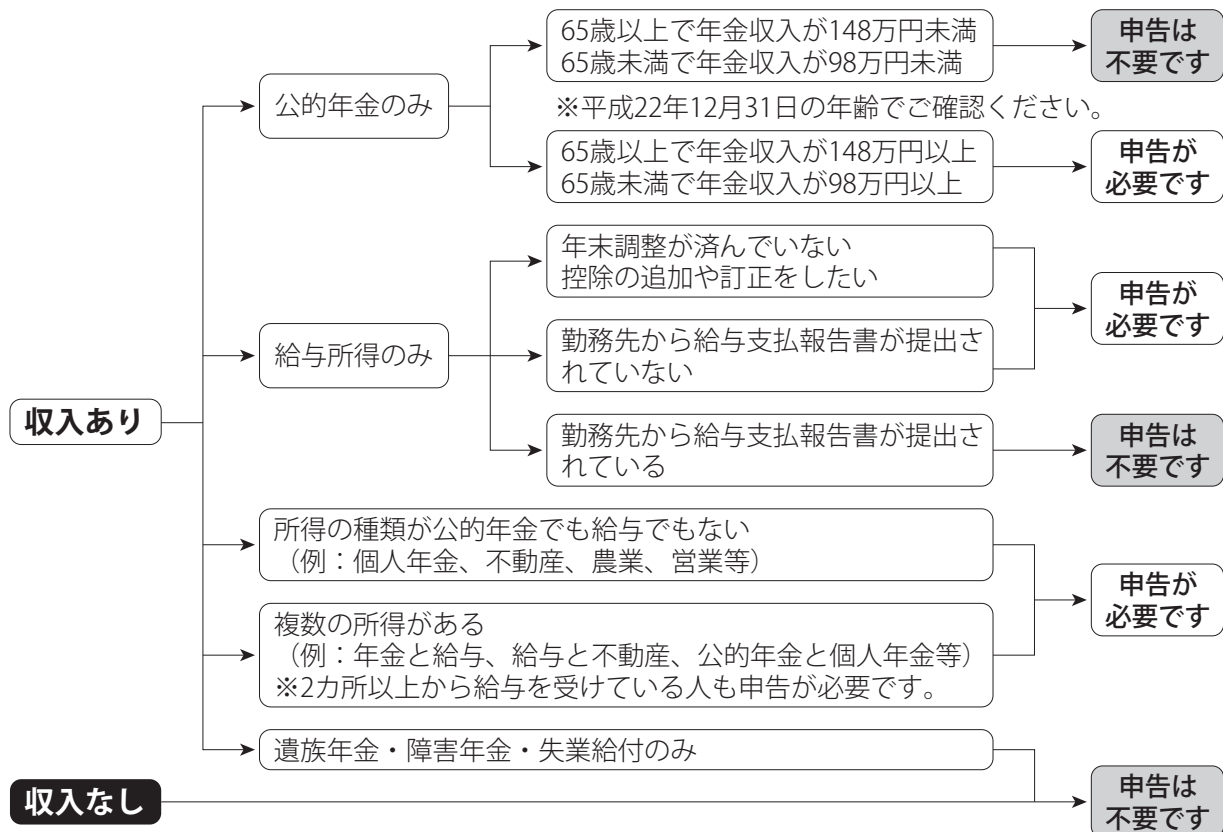 65歳以上で年金収入が148万円未満
65歳未満で年金収入が98万円未満
申告は
不要です
公的年金のみ
※平成22年12月31日の年齢でご確認ください。
65歳以上で年金収入が148万円以上
65歳未満で年金収入が98万円以上
申告が
必要です
年末調整が済んでいない
控除の追加や訂正をしたい
申告が
必要です
給与所得のみ
勤務先から給与支払報告書が提出さ
れていない
収入あり
勤務先から給与支払報告書が提出さ
れている
申告は
不要です
所得の種類が公的年金でも給与でもない
（例：個人年金、不動産、農業、営業等）
申告が
必要です
複数の所得がある
（例：年金と給与、給与と不動産、公的年金と個人年金等）
※2カ所以上から給与を受けている人も申告が必要です。
遺族年金・障害年金・失業給付のみ
収入なし
申告は
不要です